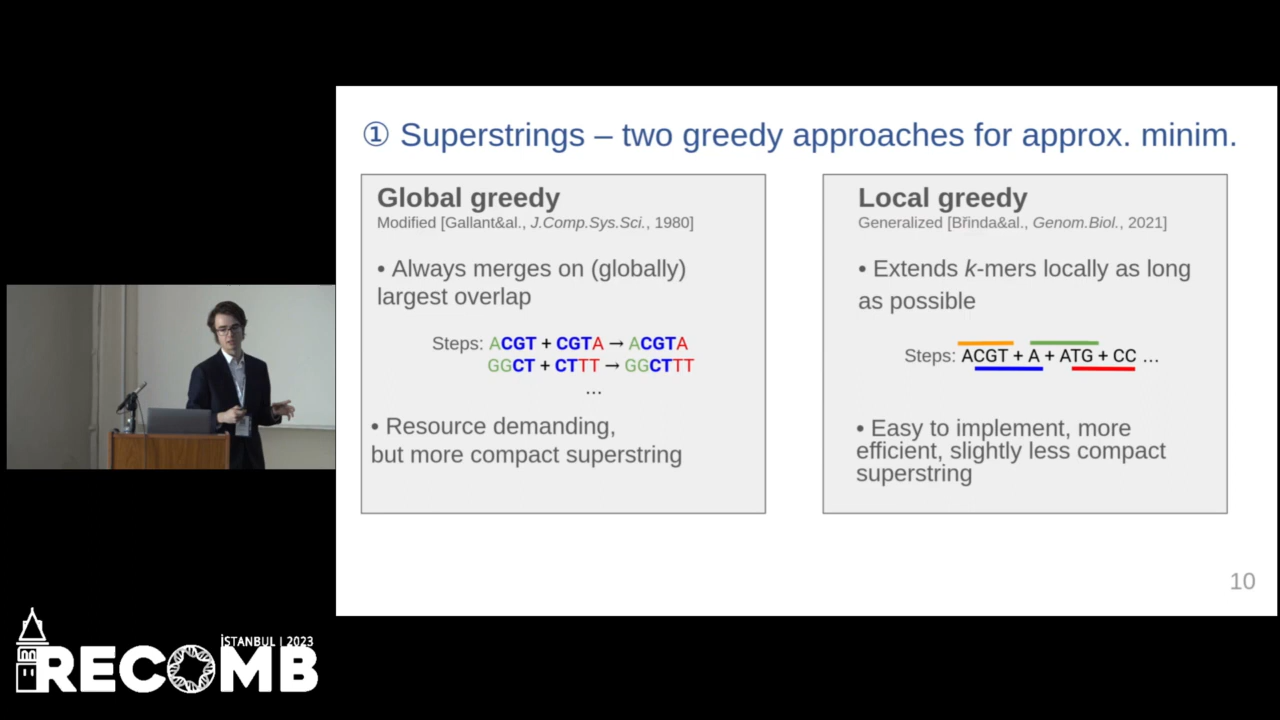 ① Superstrings – two greedy approaches for approx. minim.
Global greedy
Modified [Gallant&al., J.Comp.Sys.Sci., 1980]
• Always merges on (globally)
largest overlap
Steps: ACGT + CGTA → ACGTA
GGCT + CTTT → GGCTTT
...
• Resource demanding,
but more compact superstring
Local greedy
Generalized [Břinda&al., Genom.Biol., 2021]
• Extends k-mers locally as long
as possible
Steps: ACGT + A + ATG + CC ...
• Easy to implement, more
efficient, slightly less compact
superstring
10
İSTANBUL | 2023
RECOMB